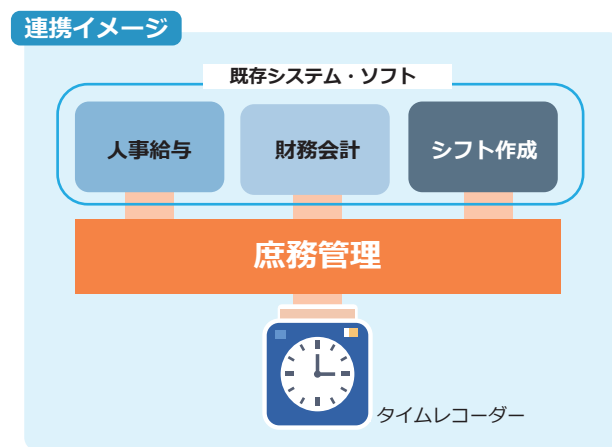 連携イメージ
既存システム・ソフト
人事給与
財務会計
シフト作成
庶務管理
タイムレコーダー